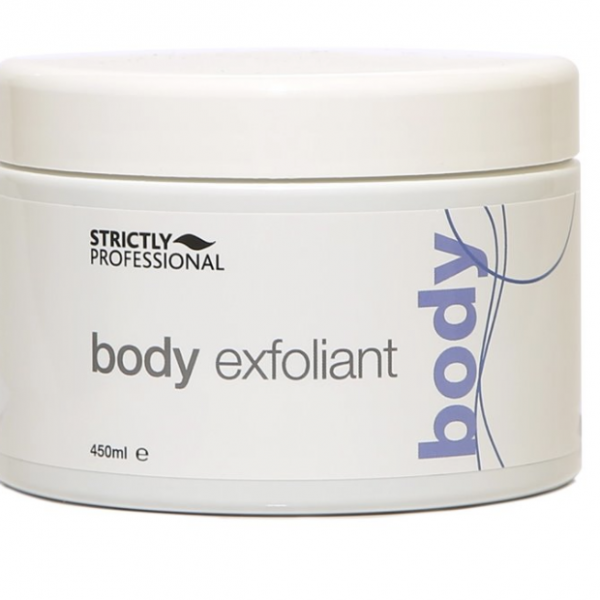 STRICTLY
PROFESSIONAL
body exfoliant
450ml e
body